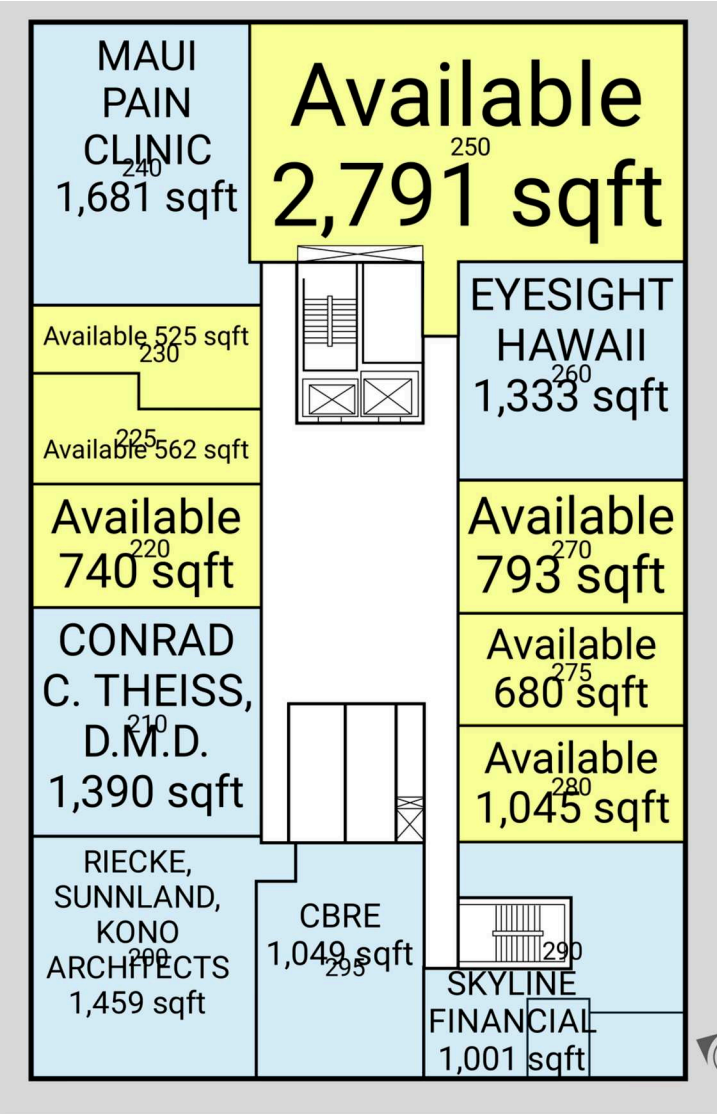 MAUI
PAIN
CLINIC
240
1,681 sqft
Available
250
2,791 sqft
Available 525 sqft
230
225
Available 562 sqft
Available
220
740 sqft
CONRAD
C. THEISS,
210
D.M.D.
1,390 sqft
RIECKE,
SUNNLAND,
KONO
200
ARCHITECTS
1,459 sqft
CBRE
1,049 sqft
295
EYESIGHT
HAWAII
260
1,333 sqft
Available
270
793 sqft
Available
275
680 sqft
Available
280
1,045 sqft
290
SKYLINE
FINANCIAL
1,001 sqft